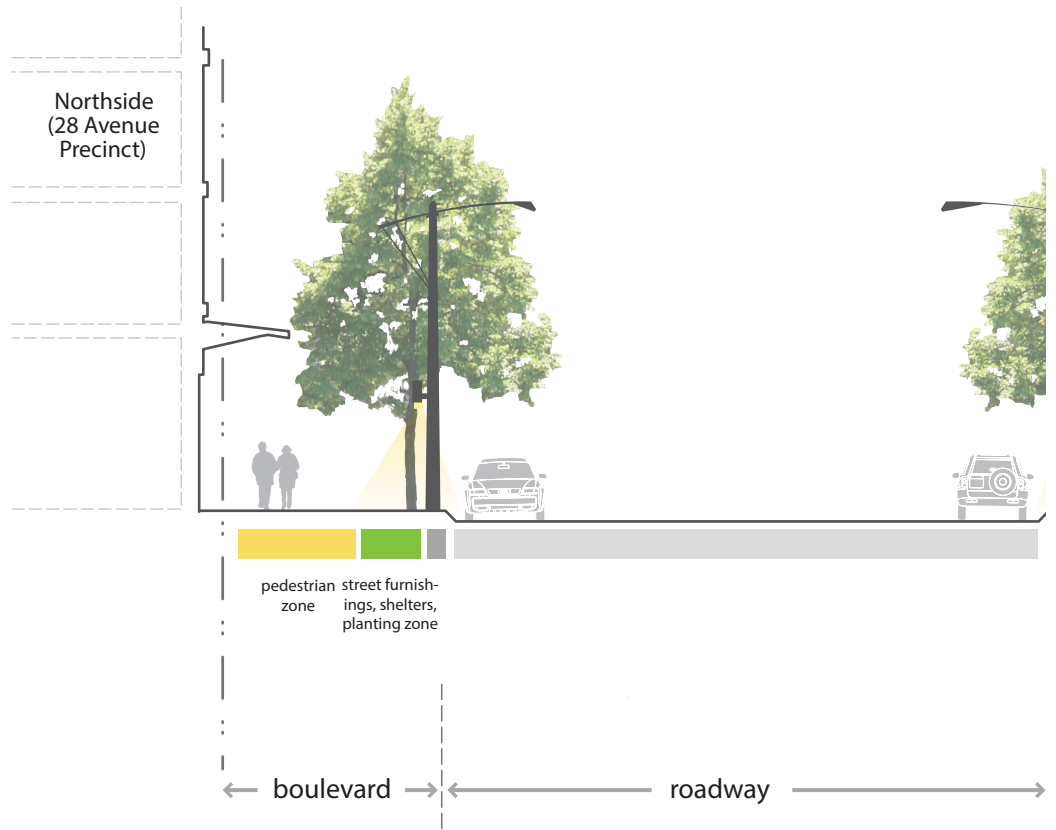 Northside
(28 Avenue
Precinct)
pedestrian
zone
street furnish-
ings, shelters,
planting zone
boulevard
roadway